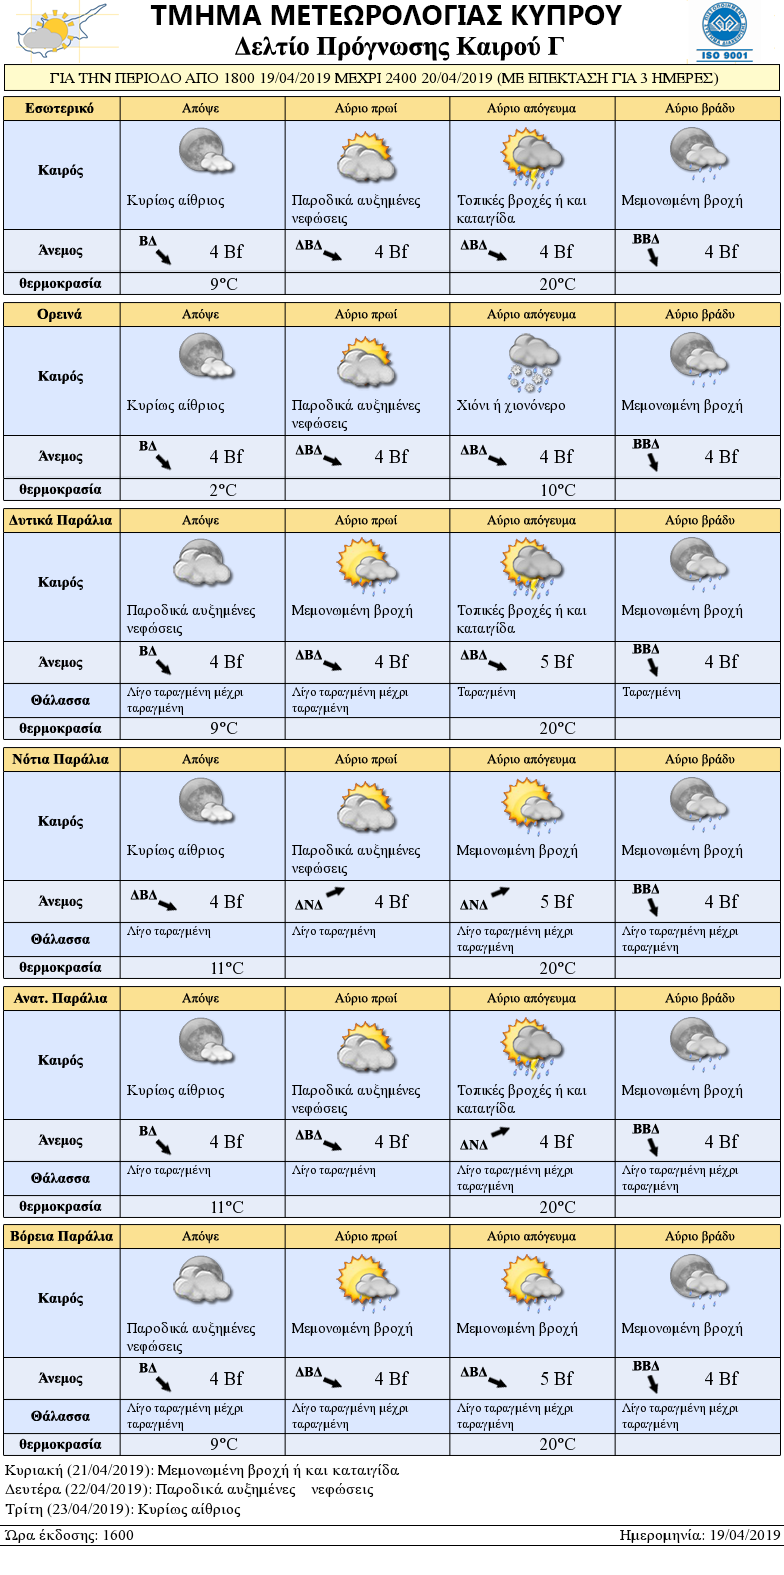 ΤΜΗΜΑ ΜΕΤΕΩΡΟΛΟΓΙΑΣ ΚΥΠΡΟΥ
Δελτίο Πρόγνωσης Καιρού Γ
ISO 9001
ΓΙΑ ΤΗΝ ΠΕΡΙΟΔΟ ΑΠΟ 1800 19/04/2019 ΜΕΧΡΙ 2400 20/04/2019 (ΜΕ ΕΠΕΚΤΑΣΗ ΓΙΑ 3 ΗΜΕΡΕΣ)
Εσωτερικό Απόψε Αύριο πρωί Αύριο απόγευμα Αύριο βράδυ
Καιρός
Κυρίως αίθριος Παροδικά αυξημένες Τοπικές βροχές ή και Μεμονωμένη βροχή
νεφώσεις καταιγίδα
Άνεμος ΒΔ 4 Bf ΔΒΔ 4 Bf ΔΒΔ 4 Bf ΒΒΔ 4 Bf
θερμοκρασία 9°C 20°C
Ορεινά Απόψε Αύριο πρωί Αύριο απόγευμα Αύριο βράδυ
Καιρός
Κυρίως αίθριος Παροδικά αυξημένες Χιόνι ή χιονόνερο Μεμονωμένη βροχή
νεφώσεις
Άνεμος ΒΔ 4 Bf ΔΒΔ 4 Bf ΔΒΔ 4 Bf ΒΒΔ 4 Bf
θερμοκρασία 2°C 10°C
Δυτικά Παράλια Απόψε Αύριο πρωί Αύριο απόγευμα Αύριο βράδυ
Καιρός
Παροδικά αυξημένες Μεμονωμένη βροχή Τοπικές βροχές ή και Μεμονωμένη βροχή
νεφώσεις καταιγίδα
Άνεμος ΒΔ 4 Bf ΔΒΔ 4 Bf ΔΒΔ 5 Bf ΒΒΔ 4 Bf
Θάλασσα Λίγο ταραγμένη μέχρι Λίγο ταραγμένη μέχρι Ταραγμένη Ταραγμένη
ταραγμένη ταραγμένη
θερμοκρασία 9°C 20°C
Νότια Παράλια Απόψε Αύριο πρωί Αύριο απόγευμα Αύριο βράδυ
Καιρός
Κυρίως αίθριος Παροδικά αυξημένες Μεμονωμένη βροχή Μεμονωμένη βροχή
νεφώσεις
Άνεμος ΔΒΔ 4 Bf ΔΝΔ 4 Bf ΔΝΔ 5 Bf ΒΒΔ 4 Bf
Θάλασσα Λίγο ταραγμένη Λίγο ταραγμένη Λίγο ταραγμένη μέχρι Λίγο ταραγμένη μέχρι
ταραγμένη ταραγμένη
θερμοκρασία 11°C 20°C
Ανατ. Παράλια Απόψε Αύριο πρωί Αύριο απόγευμα Αύριο βράδυ
Καιρός
Κυρίως αίθριος Παροδικά αυξημένες Τοπικές βροχές ή και Μεμονωμένη βροχή
νεφώσεις καταιγίδα
Άνεμος ΒΔ 4 Bf ΔΒΔ 4 Bf ΔΝΔ 4 Bf ΒΒΔ 4 Bf
Θάλασσα Λίγο ταραγμένη Λίγο ταραγμένη Λίγο ταραγμένη μέχρι Λίγο ταραγμένη μέχρι
ταραγμένη ταραγμένη
θερμοκρασία 11°C 20°C
Βόρεια Παράλια Απόψε Αύριο πρωί Αύριο απόγευμα Αύριο βράδυ
Καιρός
Παροδικά αυξημένες Μεμονωμένη βροχή Μεμονωμένη βροχή Μεμονωμένη βροχή
νεφώσεις
Άνεμος ΒΔ 4 Bf ΔΒΔ 4 Bf ΔΒΔ 5 Bf ΒΒΔ 4 Bf
Θάλασσα Λίγο ταραγμένη μέχρι Λίγο ταραγμένη μέχρι Λίγο ταραγμένη μέχρι Λίγο ταραγμένη μέχρι
ταραγμένη ταραγμένη ταραγμένη ταραγμένη
θερμοκρασία 9°C 20°C
Κυριακή (21/04/2019): Μεμονωμένη βροχή ή και καταιγίδα
Δευτέρα (22/04/2019): Παροδικά αυξημένες νεφώσεις
Τρίτη (23/04/2019): Κυρίως αίθριος
Ώρα έκδοσης: 1600 Ημερομηνία: 19/04/2019